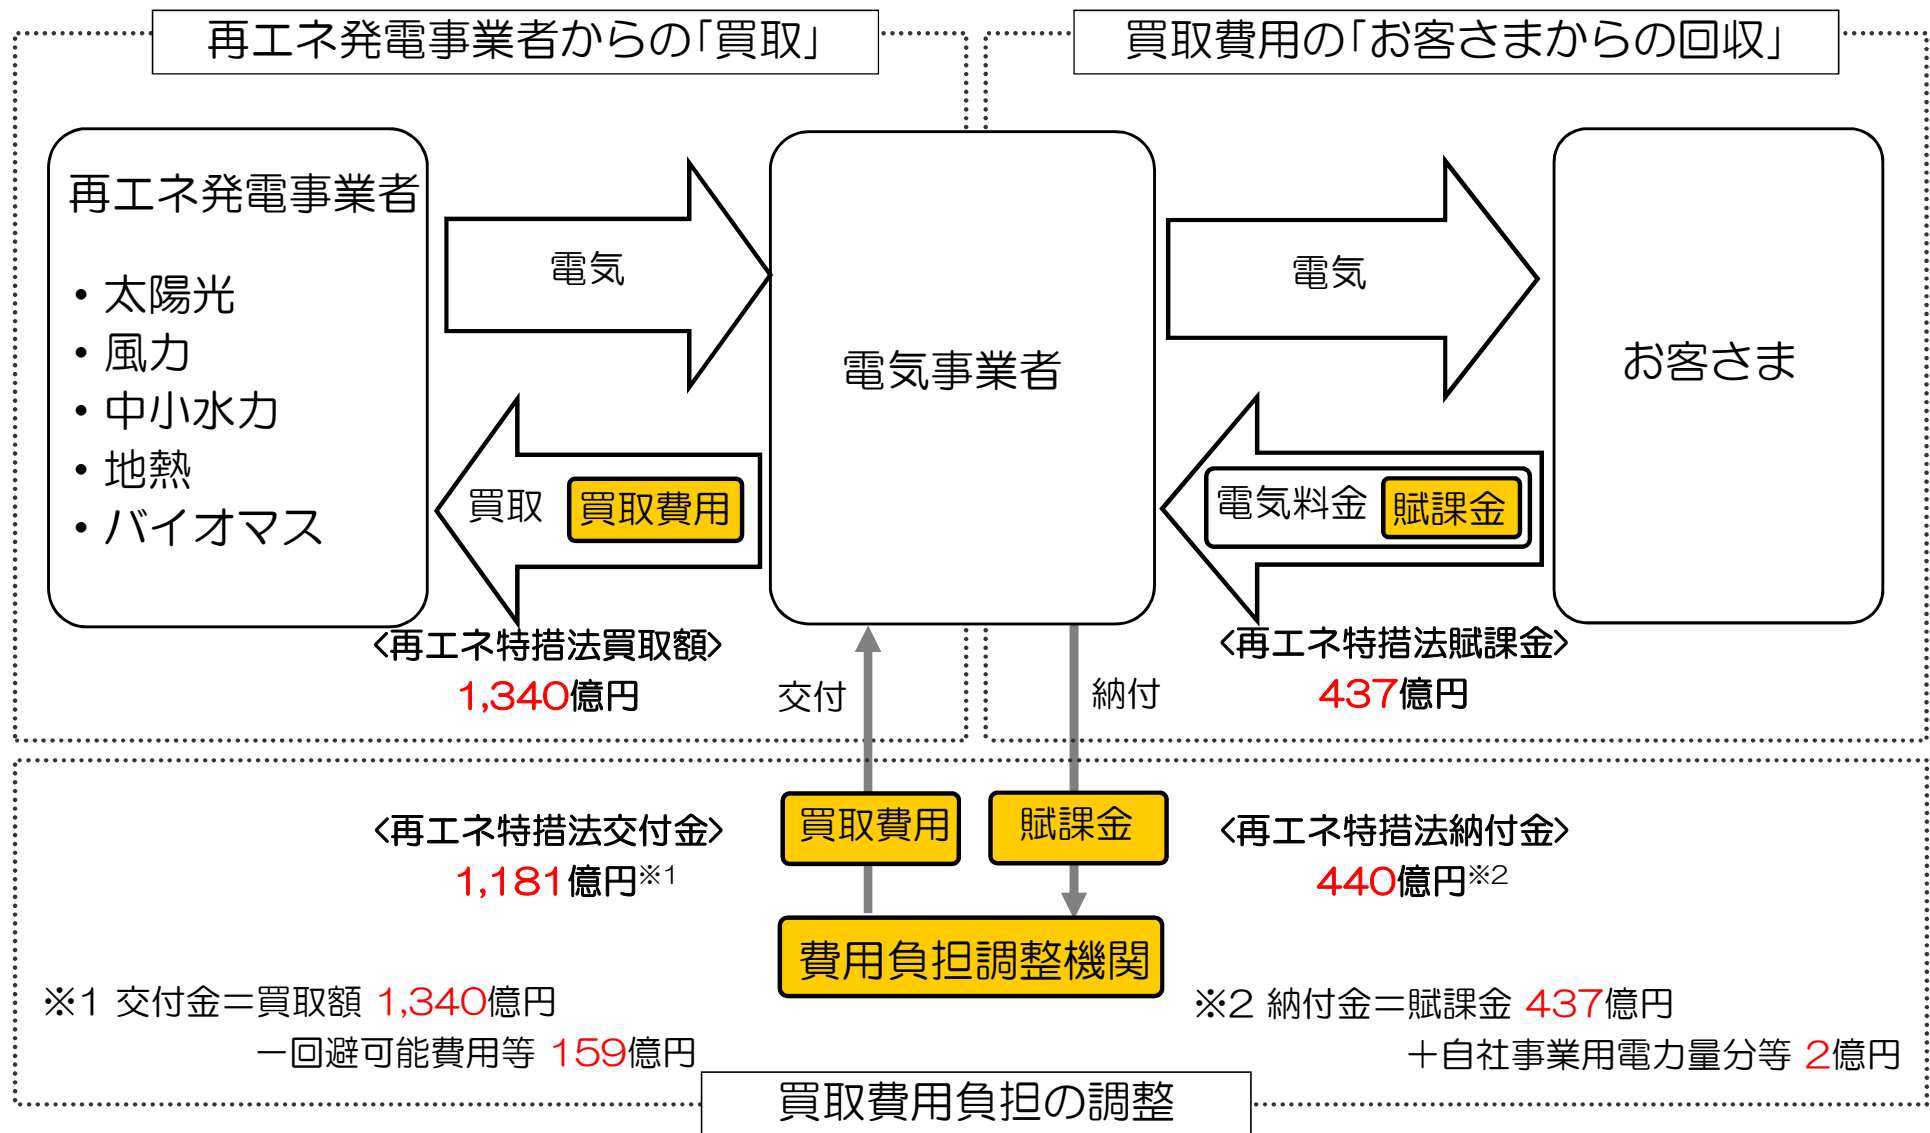 再エネ発電事業者からの｢買取｣
買取費用の｢お客さまからの回収｣
再エネ発電事業者
・太陽光
・風力
・中小水力
・地熱
・バイオマス
電気
買取 買取費用
電気事業者
電気
電気料金 賦課金
お客さま
<再エネ特措法買取額>
1,340億円
交付
納付
<再エネ特措法賦課金>
437億円
<再エネ特措法交付金>
1,181億円※1
買取費用
賦課金
<再エネ特措法納付金>
440億円※2
費用負担調整機関
※1 交付金＝買取額 1,340億円
－回避可能費用等 159億円
※2 納付金＝賦課金 437億円
＋自社事業用電力量分等 2億円
買取費用負担の調整